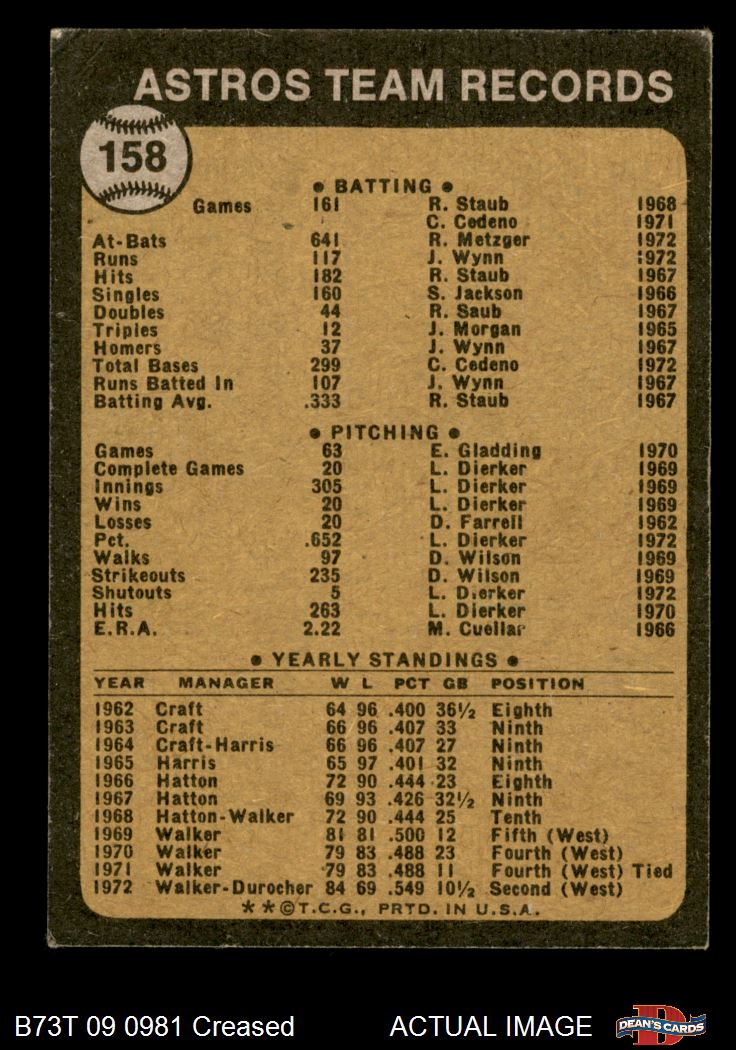 ASTROS TEAM RECORDS
158
• BATTING •
Games 161 R. Staub 1968
C. Cedeno 1971
At-Bats 641 R. Metzger 1972
Runs 117 J. Wynn 1972
Hits 182 R. Staub 1967
Singles 160 S. Jackson 1966
Doubles 44 R. Saub 1967
Triples 12 J. Morgan 1965
Homers 37 J. Wynn 1967
Total Bases 299 C. Cedeno 1972
Runs Batted In 107 J. Wynn 1967
Batting Avg. .333 R. Staub 1967
• PITCHING •
Games 63 E. Gladding 1970
Complete Games 20 L. Dierker 1969
Innings 305 L. Dierker 1969
Wins 20 L. Dierker 1969
Losses 20 D. Farrell 1962
Pct. .652 L. Dierker 1972
Walks 97 D. Wilson 1969
Strikeouts 235 D. Wilson 1969
Shutouts 5 L. Dierker 1972
Hits 263 L. Dierker 1970
E.R.A. 2.22 M. Cuellar 1966
• YEARLY STANDINGS •
YEAR MANAGER W L PCT GB POSITION
1962 Craft 64 96 .400 36½ Eighth
1963 Craft 66 96 .407 33 Ninth
1964 Craft-Harris 66 96 .407 27 Ninth
1965 Harris 65 97 .401 32 Ninth
1966 Hatton 72 90 .444 23 Eighth
1967 Hatton 69 93 .426 32½ Ninth
1968 Hatton-Walker 72 90 .444 25 Tenth
1969 Walker 81 81 .500 12 Fifth (West)
1970 Walker 79 83 .488 23 Fourth (West)
1971 Walker 79 83 .488 11 Fourth (West) Tied
1972 Walker-Durocher 84 69 .549 10½ Second (West)
* * © T.C.G., PRTD. IN U.S.A.
B73T 09 0981 Creased ACTUAL IMAGE
DEAN'S CARDS